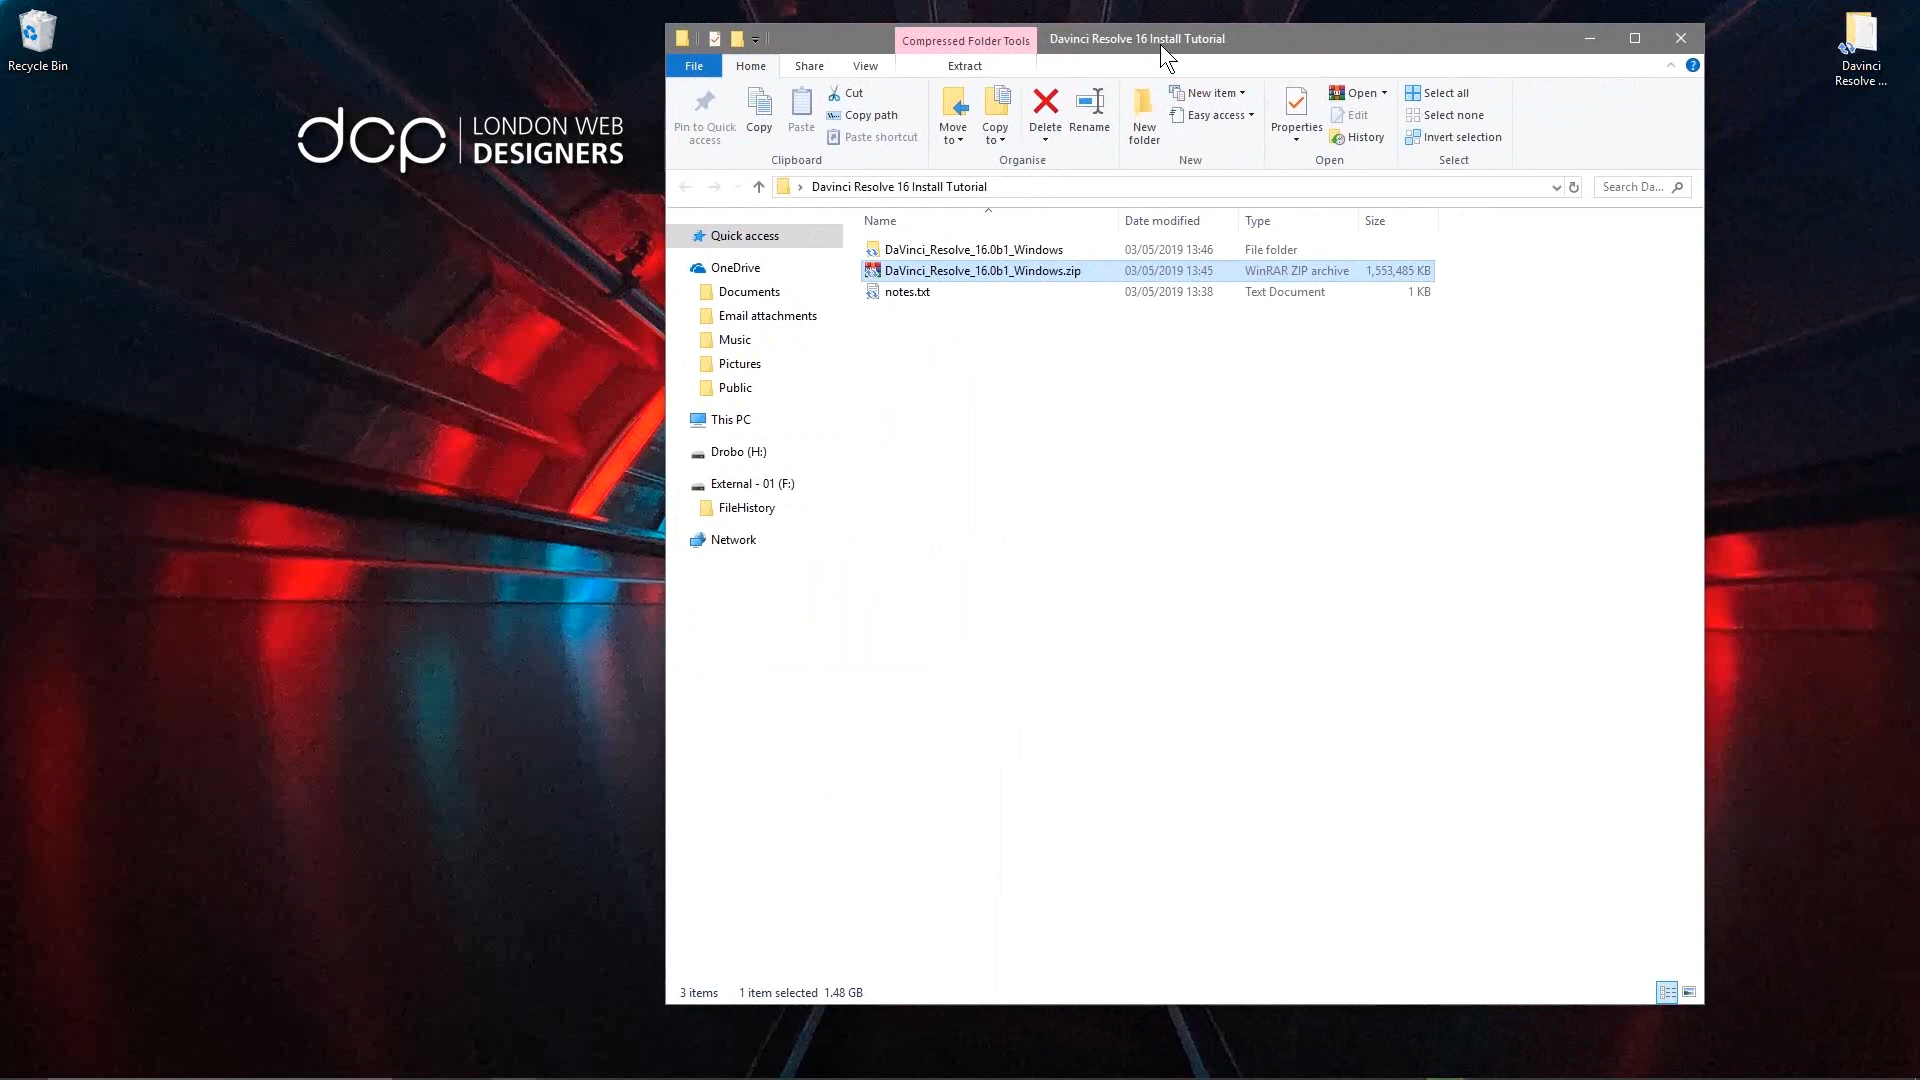 Recycle Bin
dcp LONDON WEB
DESIGNERS
Davinci
Resolve ...
Compressed Folder Tools
Davinci Resolve 16 Install Tutorial
File
Home
Share
View
Extract
Pin to Quick
access
Copy
Paste
Cut
Copy path
Paste shortcut
Clipboard
Move
to
Copy
to
Delete
Rename
Organise
New
folder
New item
Easy access
New
Properties
Open
Edit
History
Open
Select all
Select none
Invert selection
Select
Davinci Resolve 16 Install Tutorial
Search Da...
Quick access
OneDrive
Documents
Email attachments
Music
Pictures
Public
This PC
Drobo (H:)
External - 01 (F:)
FileHistory
Network
Name Date modified Type Size
DaVinci_Resolve_16.0b1_Windows 03/05/2019 13:46 File folder
DaVinci_Resolve_16.0b1_Windows.zip 03/05/2019 13:45 WinRAR ZIP archive 1,553,485 KB
notes.txt 03/05/2019 13:38 Text Document 1 KB
3 items 1 item selected 1.48 GB